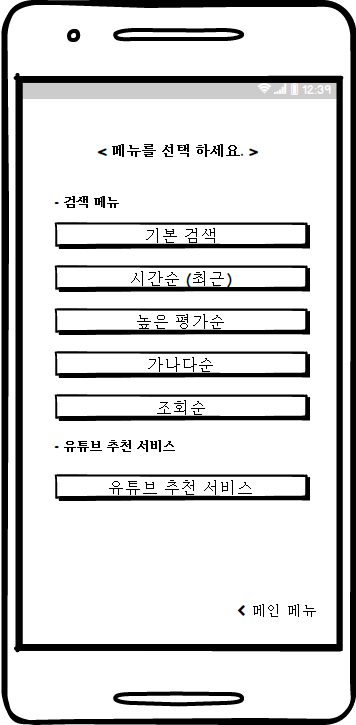 12:39
< 메뉴를 선택 하세요. >
- 검색 메뉴
기본 검색
시간순 (최근)
높은 평가순
가나다순
조회순
- 유튜브 추천 서비스
유튜브 추천 서비스
< 메인 메뉴